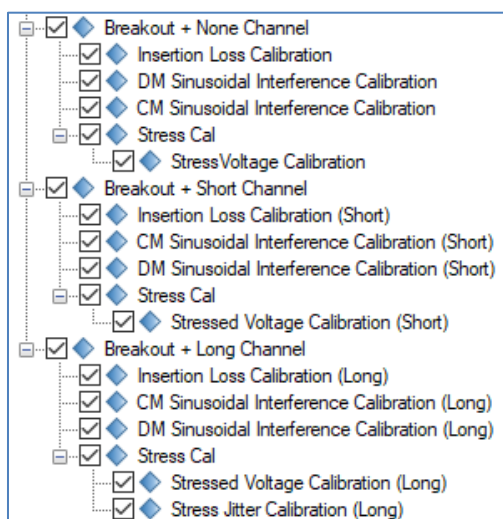 Breakout + None Channel
Insertion Loss Calibration
DM Sinusoidal Interference Calibration
CM Sinusoidal Interference Calibration
Stress Cal
StressVoltage Calibration
Breakout + Short Channel
Insertion Loss Calibration (Short)
CM Sinusoidal Interference Calibration (Short)
DM Sinusoidal Interference Calibration (Short)
Stress Cal
Stressed Voltage Calibration (Short)
Breakout + Long Channel
Insertion Loss Calibration (Long)
CM Sinusoidal Interference Calibration (Long)
DM Sinusoidal Interference Calibration (Long)
Stress Cal
Stressed Voltage Calibration (Long)
Stress Jitter Calibration (Long)